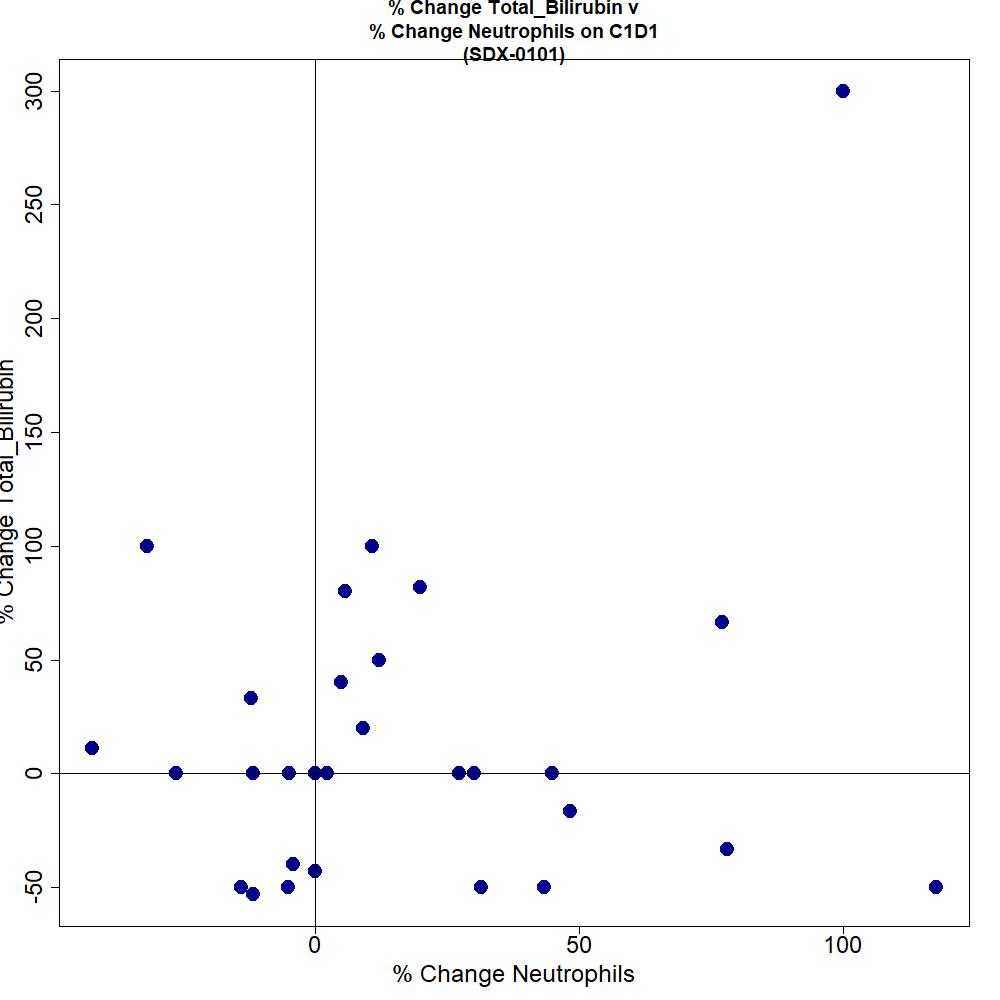 % Change Total_Bilirubin v
% Change Neutrophils on C1D1
(SDX-0101)
% Change Total_Bilirubin
300
250
200
150
100
50
0
-50
0 50 100
% Change Neutrophils